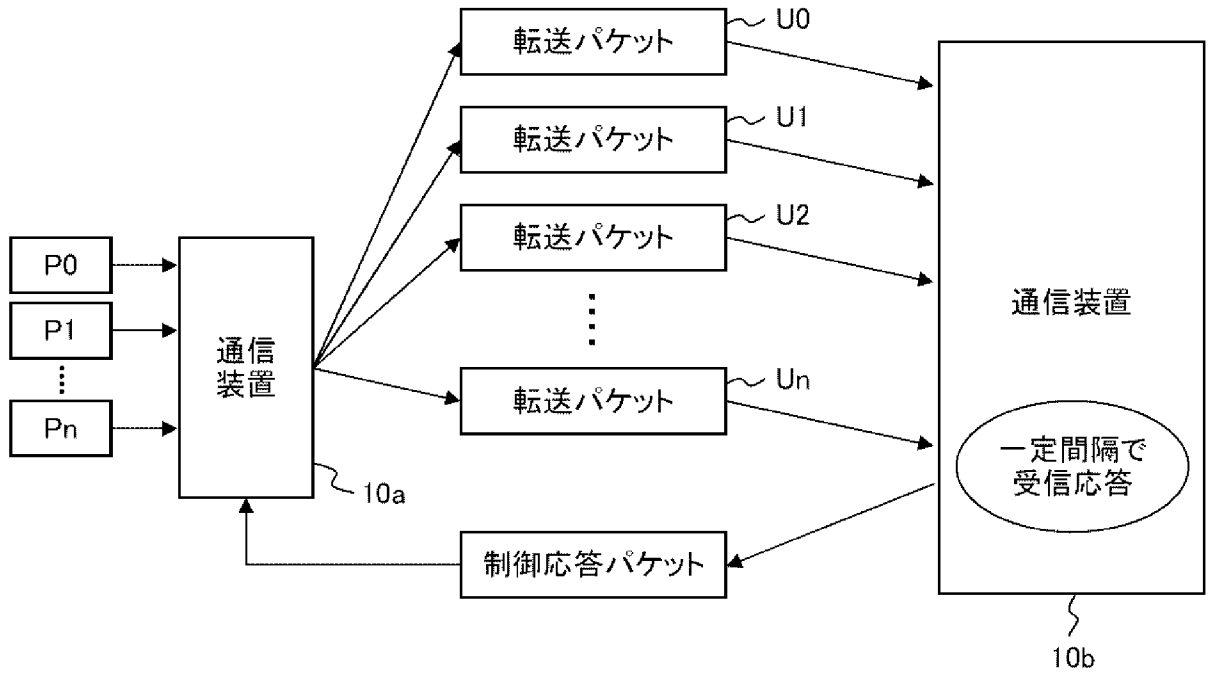 転送パケット
U0
転送パケット
U1
転送パケット
U2
転送パケット
Un
P0
P1
Pn
通信
装置
10a
通信装置
一定間隔で
受信応答
制御応答パケット
10b